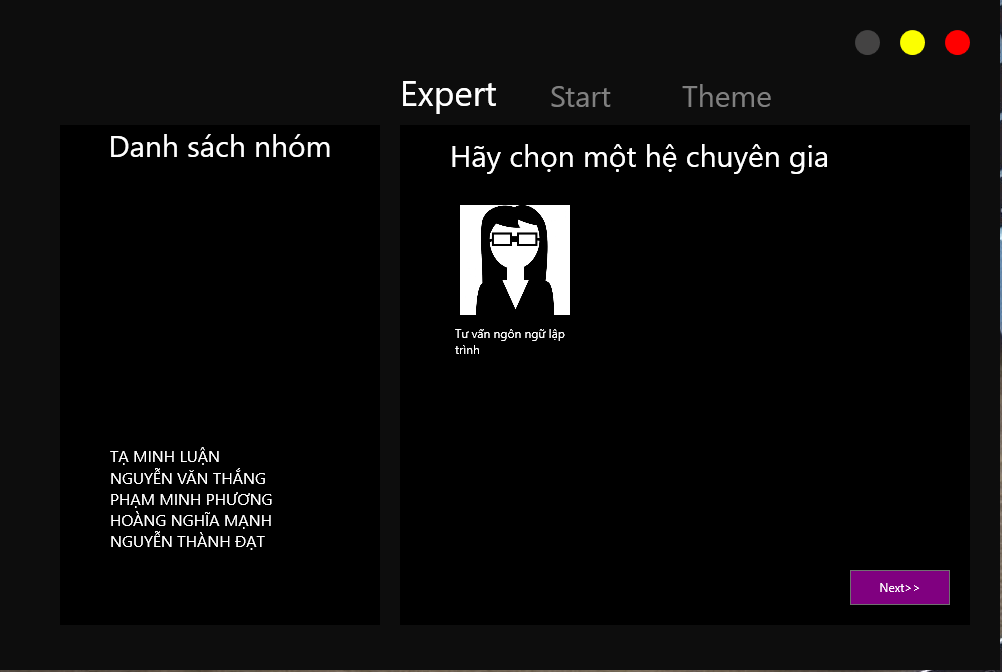 Expert Start Theme
Danh sách nhóm
Hãy chọn một hệ chuyên gia
Tư vấn ngôn ngữ lập
trình
TẠ MINH LUẬN
NGUYỄN VĂN THẮNG
PHẠM MINH PHƯƠNG
HOÀNG NGHĨA MẠNH
NGUYỄN THÀNH ĐẠT
Next>>